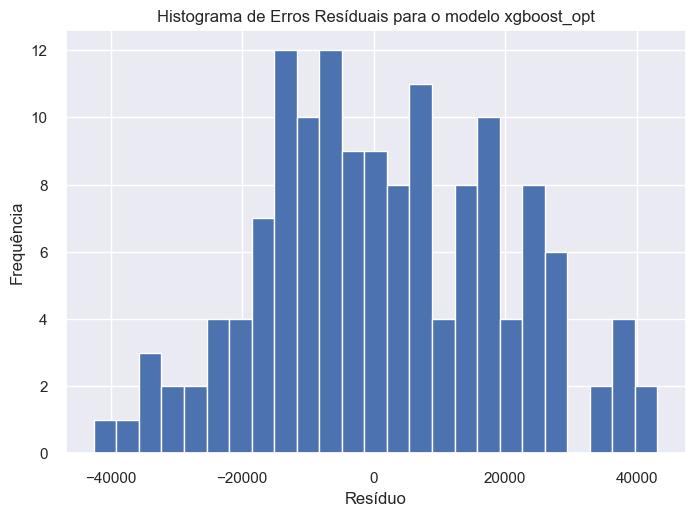 Histograma de Erros Resíduais para o modelo xgboost_opt
12
10
8
6
4
2
0
Frequência
−40000 −20000 0 20000 40000
Resíduo